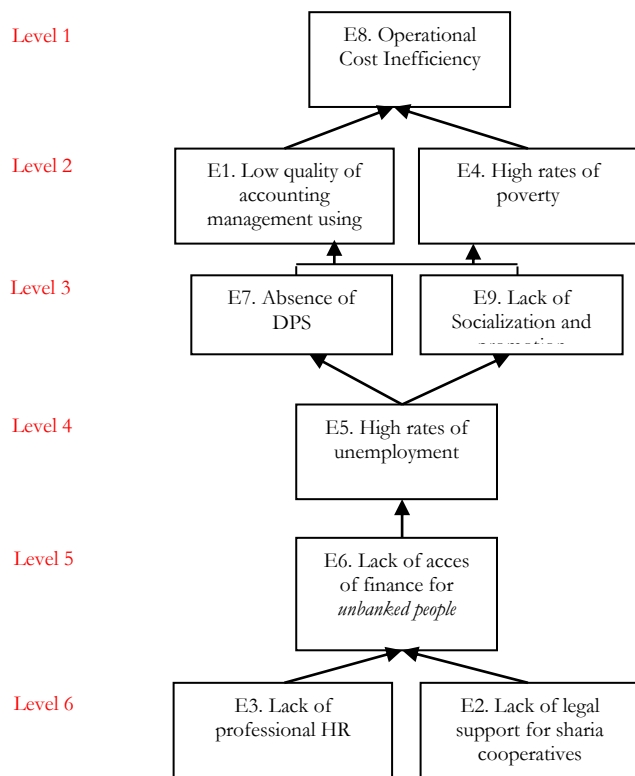 Level 1
E8. Operational
Cost Inefficiency
Level 2
E1. Low quality of
accounting
management using
E4. High rates of
poverty
Level 3
E7. Absence of
DPS
E9. Lack of
Socialization and
Level 4
E5. High rates of
unemployment
Level 5
E6. Lack of acces
of finance for
unbanked people
Level 6
E3. Lack of
professional HR
E2. Lack of legal
support for sharia
cooperatives